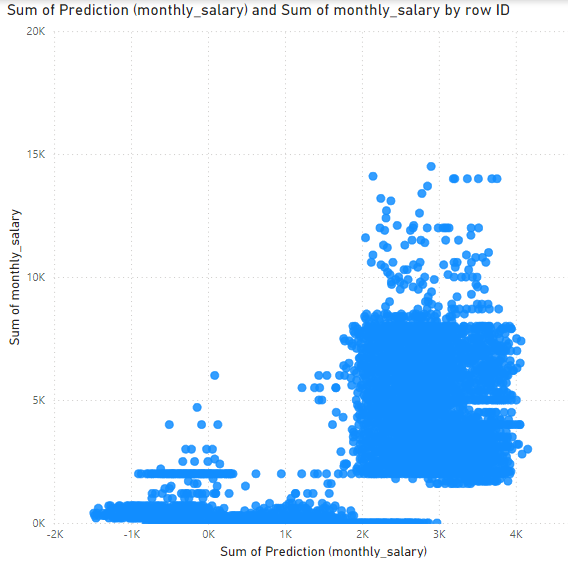 Sum of Prediction (monthly_salary) and Sum of monthly_salary by row ID
20K
15K
10K
5K
0K
Sum of monthly_salary
-2K -1K 0K 1K 2K 3K 4K
Sum of Prediction (monthly_salary)